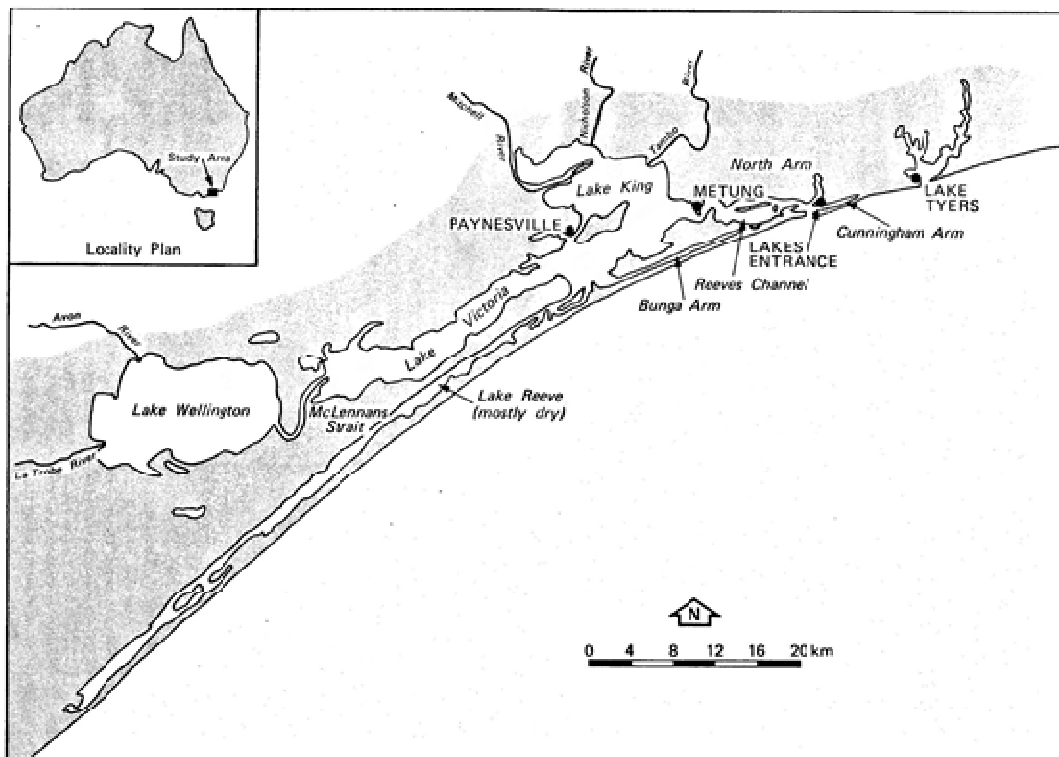 Study Area
Locality Plan
Mitchell
River
Nicholson
River
Tambo
River
Lake King
North Arm
METUNG
PAYNESVILLE
LAKE
TYERS
LAKES
ENTRANCE
Cunningham Arm
Reeves Channel
Bunga Arm
Lake
Victoria
Avon
River
Lake Wellington
McLennans
Strait
Lake Reeve
(mostly dry)
La Trobe River
N
0 4 8 12 16 20 km